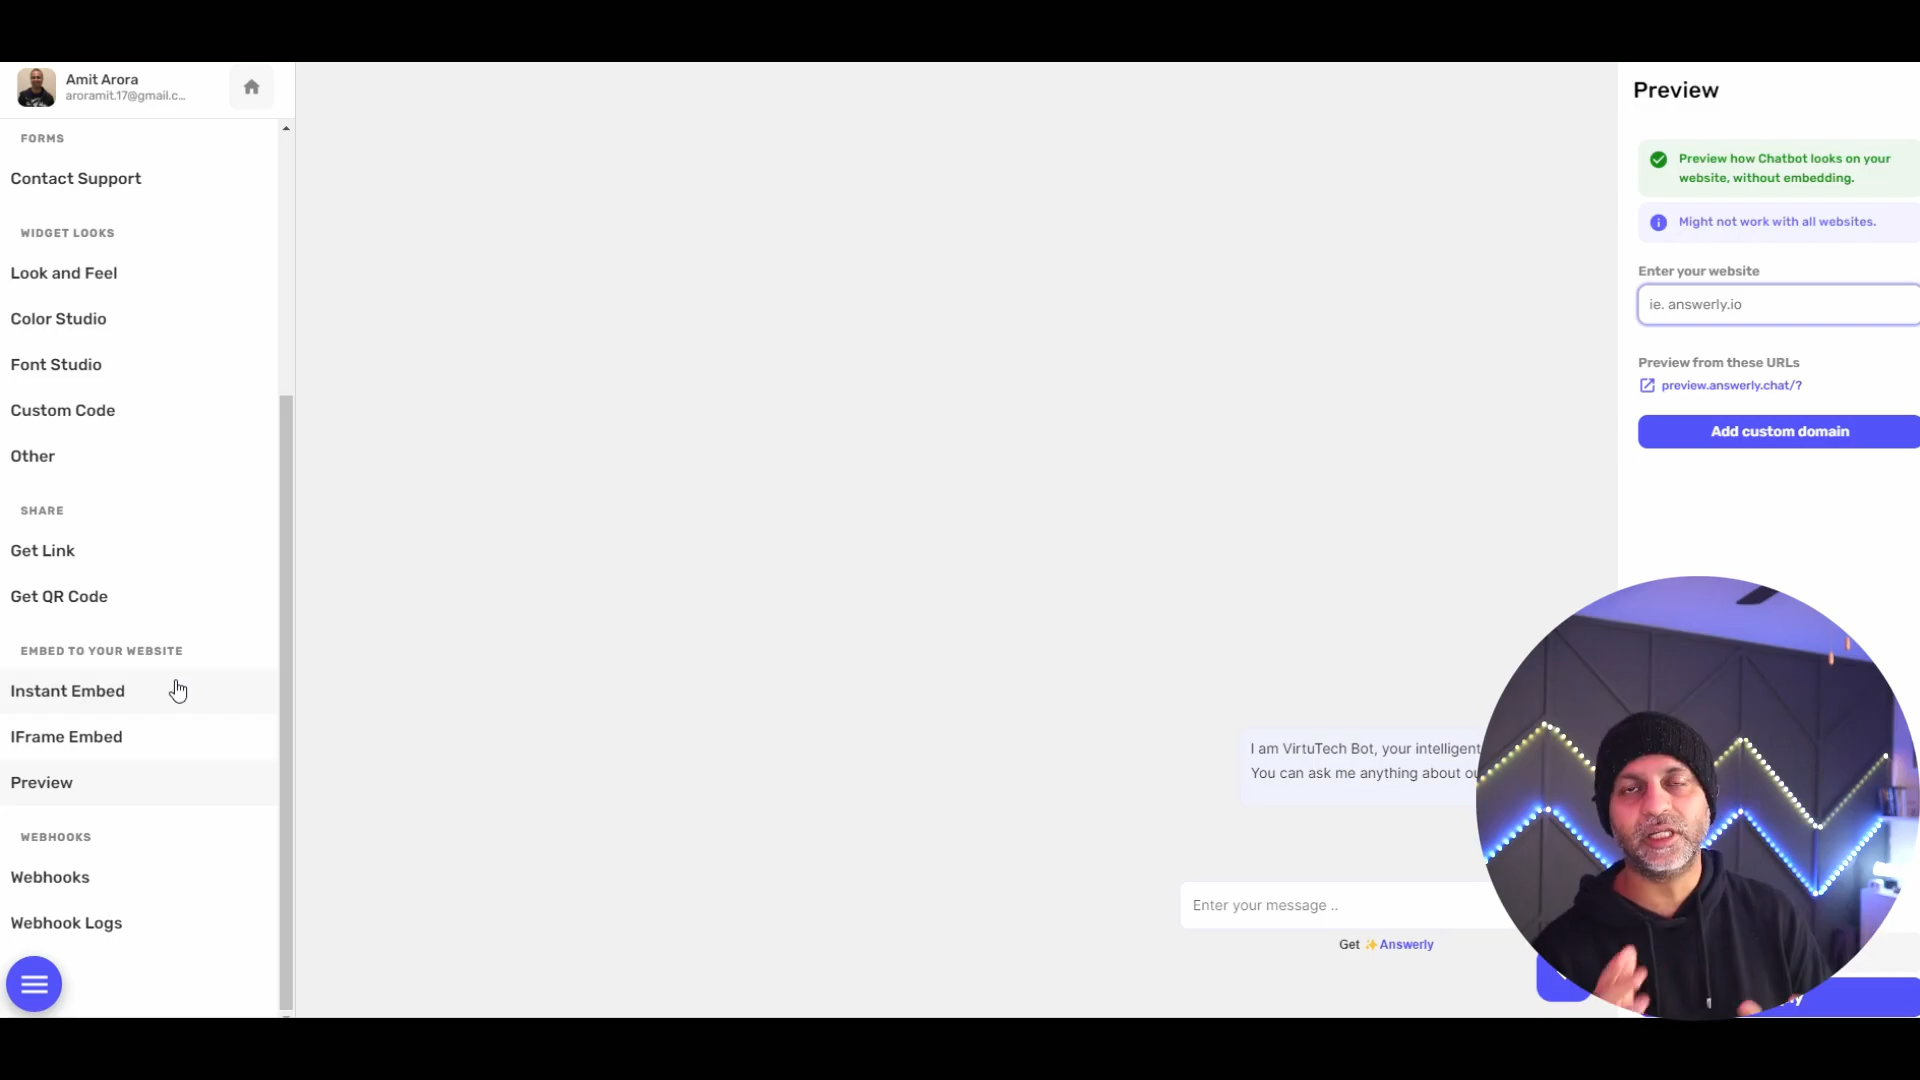 Amit Arora
aroramit.17@gmail.c...
FORMS
Contact Support
WIDGET LOOKS
Look and Feel
Color Studio
Font Studio
Custom Code
Other
SHARE
Get Link
Get QR Code
EMBED TO YOUR WEBSITE
Instant Embed
IFrame Embed
Preview
WEBHOOKS
Webhooks
Webhook Logs
I am VirtuTech Bot, your intelligent
You can ask me anything about
Enter your message ..
Get ✨Answerly
Preview
Preview how Chatbot looks on your
website, without embedding.
Might not work with all websites.
Enter your website
ie. answerly.io
Preview from these URLs
preview.answerly.chat/?
Add custom domain